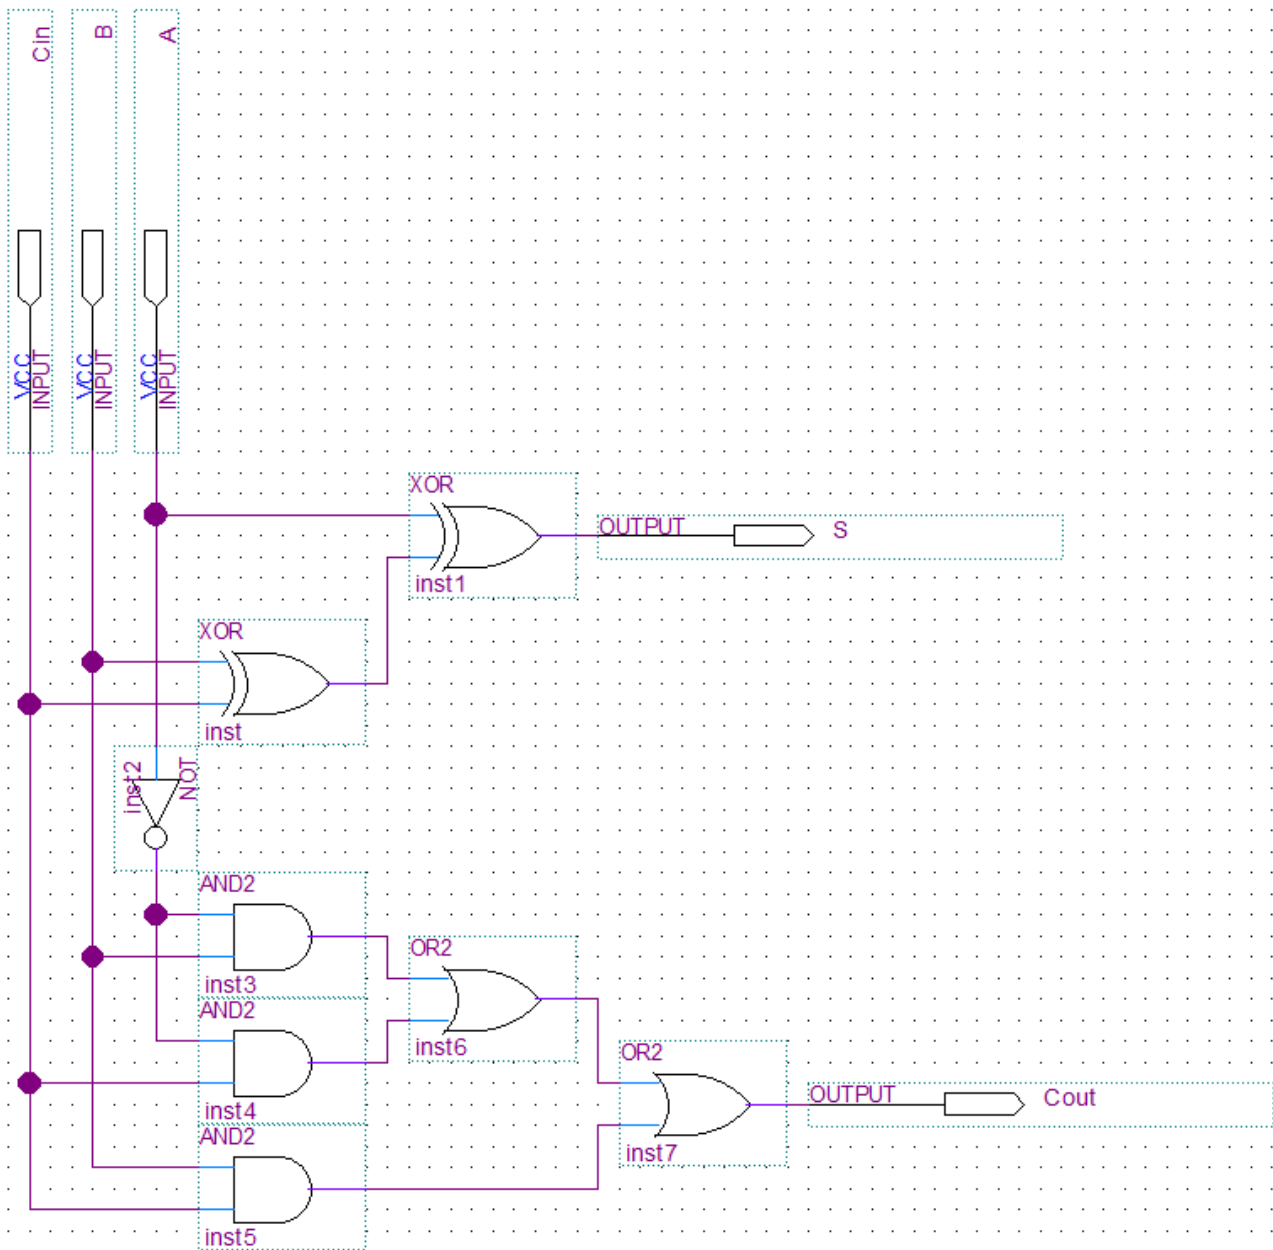 Cin
B
A
VCC
INPUT
VCC
INPUT
VCC
INPUT
XOR
inst1
OUTPUT
S
XOR
inst
inst2
NOT
AND2
inst3
OR2
inst6
AND2
inst4
OR2
inst7
OUTPUT
Cout
AND2
inst5